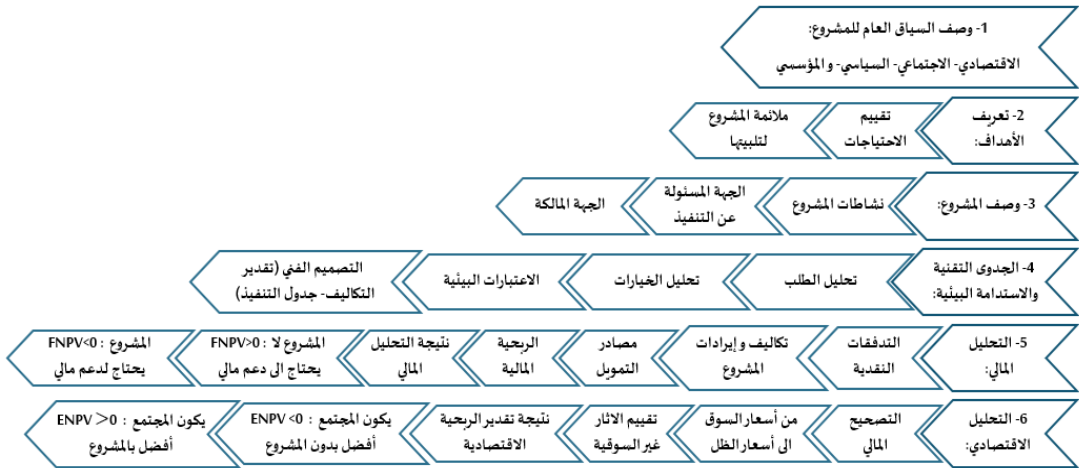 1- وصف السياق العام للمشروع:
الاقتصادي- الاجتماعي- السياسي- والمؤسسي
2- تعريف
الأهداف:
تقييم
الاحتياجات
ملائمة المشروع
لتلبيتها
3- وصف المشروع:
نشاطات المشروع
الجهة المسئولة
عن التنفيذ
الجهة المالكة
4- الجدوى التقنية
والاستدامة البيئية:
تحليل الطلب
تحليل الخيارات
الاعتبارات البيئية
التصميم الفني (تقدير
التكاليف- جدول التنفيذ)
5- التحليل
المالي:
التدفقات
النقدية
تكاليف وإيرادات
المشروع
مصادر
التمويل
الربحية
المالية
نتيجة التحليل
المالي
FNPV>0 : المشروع لا
يحتاج الى دعم مالي
FNPV<0 : المشروع
يحتاج لدعم مالي
6- التحليل
الاقتصادي:
التصحيح
المالي
من أسعار السوق
الى أسعار الظل
تقييم الاثار
غير السوقية
نتيجة تقدير الربحية
الاقتصادية
ENPV <0 : يكون المجتمع
أفضل بدون المشروع
ENPV >0 : يكون المجتمع
أفضل بالمشروع